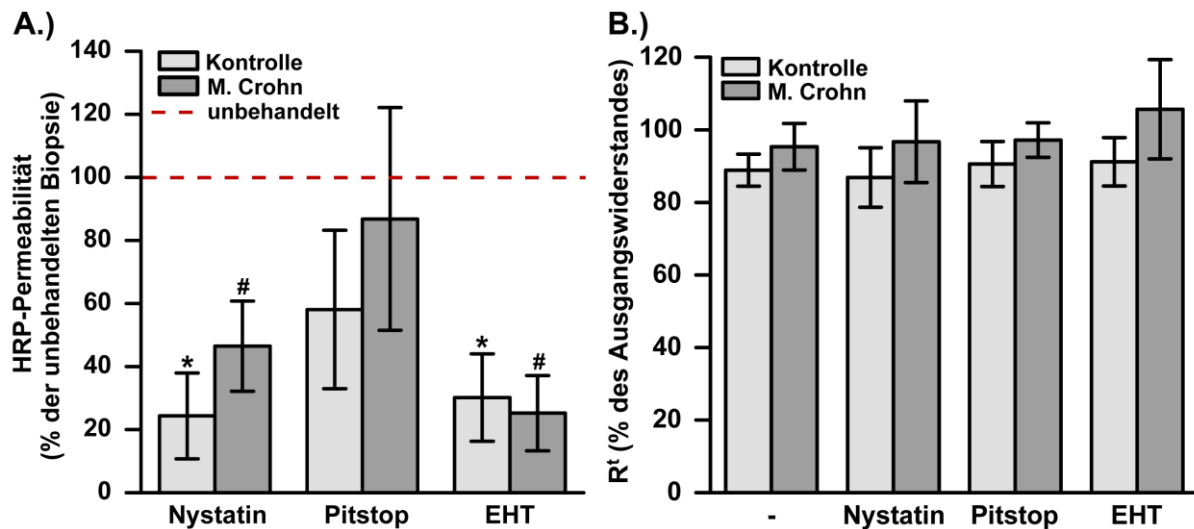 A.)
HRP-Permeabilität
(% der unbehandelten Biopsie)
140
120
100
80
60
40
20
0
Kontrolle
M. Crohn
unbehandelt
*
#
*
#
Nystatin
Pitstop
EHT
B.)
Rᵗ (% des Ausgangswiderstandes)
120
100
80
60
40
20
0
Kontrolle
M. Crohn
-
Nystatin
Pitstop
EHT